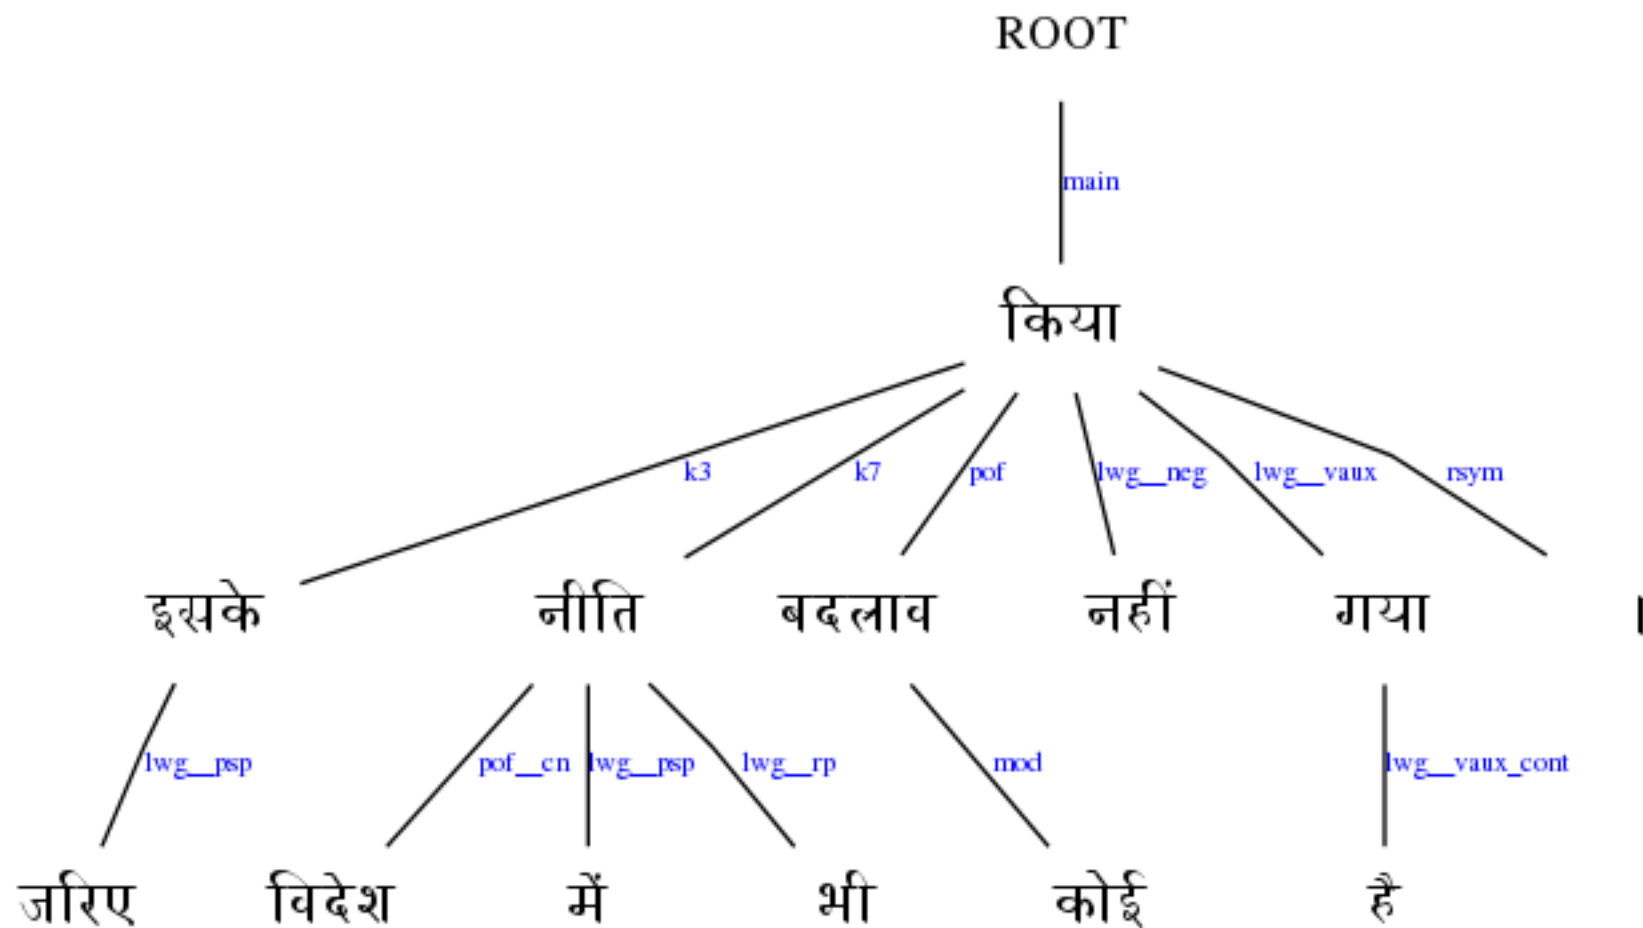 ROOT
main
किया
k3 k7 pof lwg__neg lwg__vaux rsym
इसके नीति बदलाव नहीं गया ।
lwg__psp pof__cn lwg__psp lwg__rp mod lwg__vaux_cont
जरिए विदेश में भी कोई है